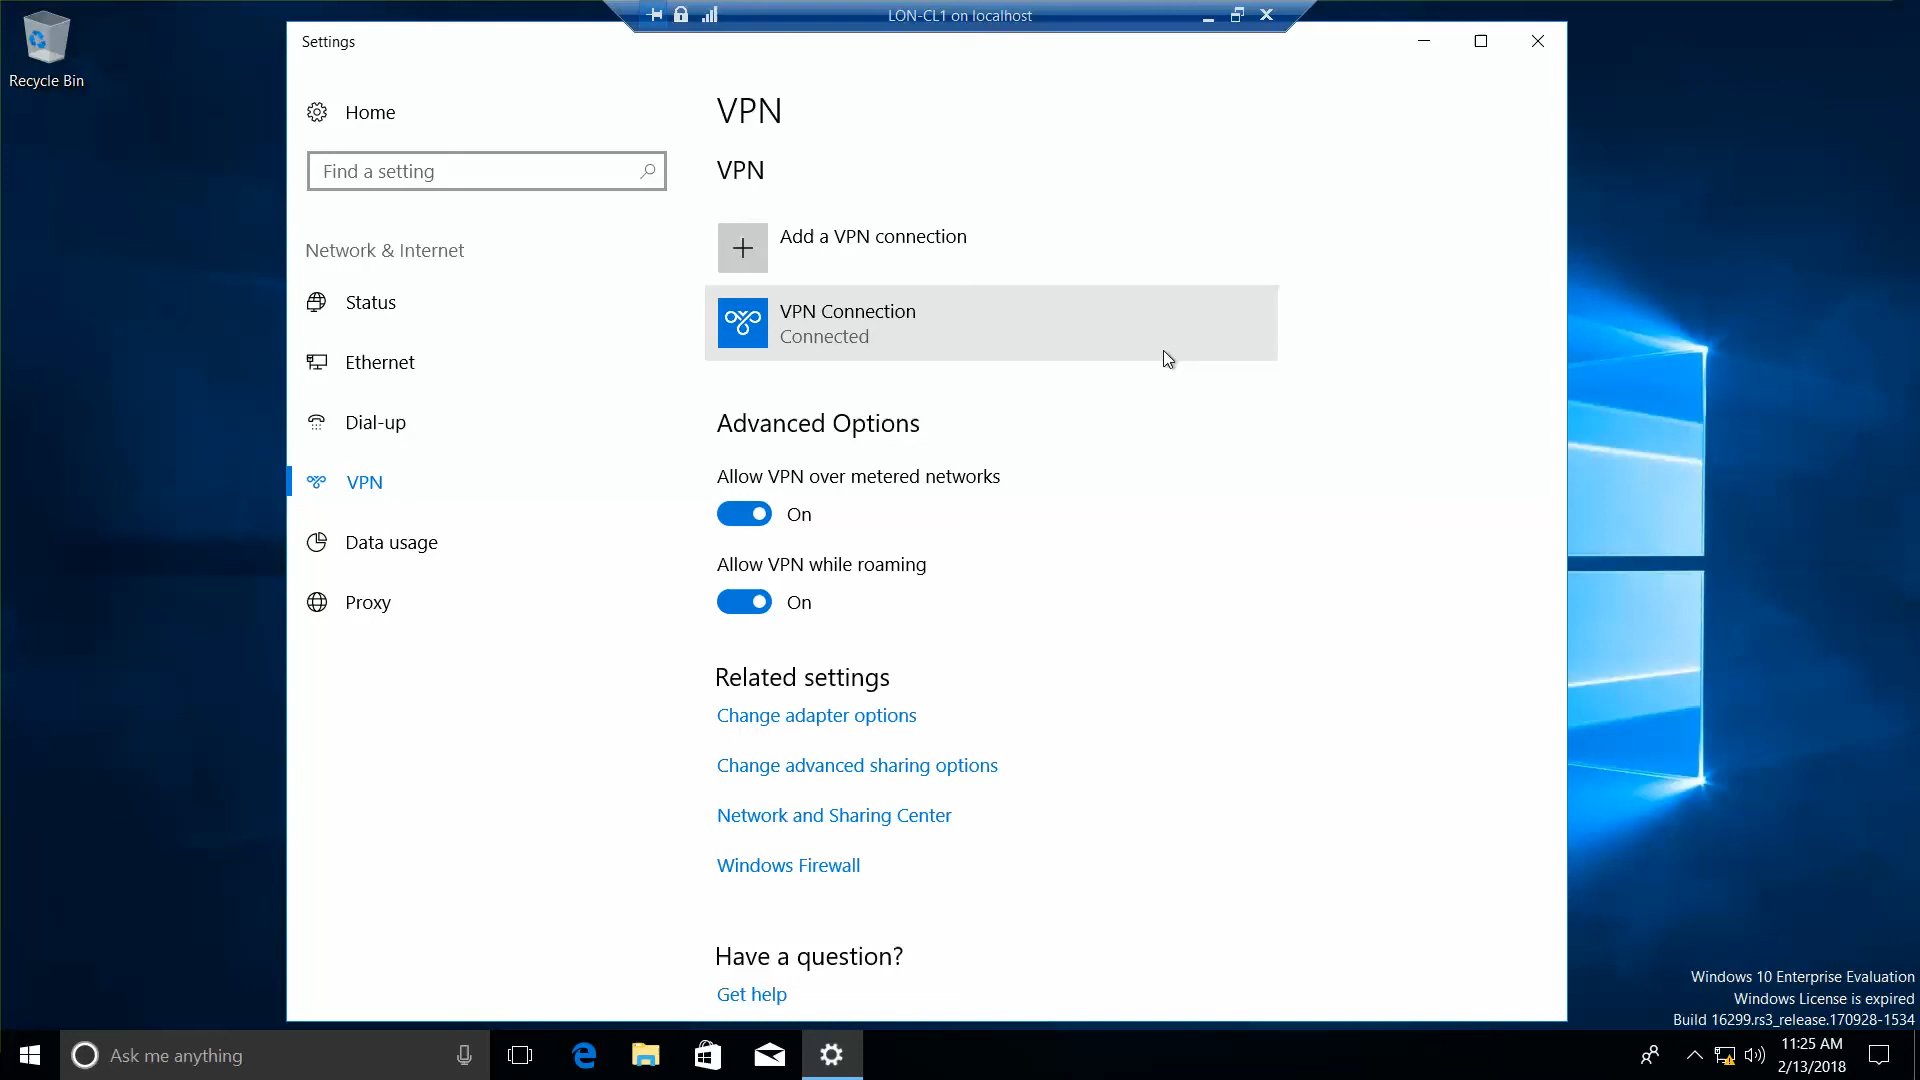 LON-CL1 on localhost
Recycle Bin
Settings
Home
Find a setting
Network & Internet
Status
Ethernet
Dial-up
VPN
Data usage
Proxy
VPN
VPN
Add a VPN connection
VPN Connection
Connected
Advanced Options
Allow VPN over metered networks
On
Allow VPN while roaming
On
Related settings
Change adapter options
Change advanced sharing options
Network and Sharing Center
Windows Firewall
Have a question?
Get help
Windows 10 Enterprise Evaluation
Windows License is expired
Build 16299.rs3_release.170928-1534
Ask me anything
11:25 AM
2/13/2018